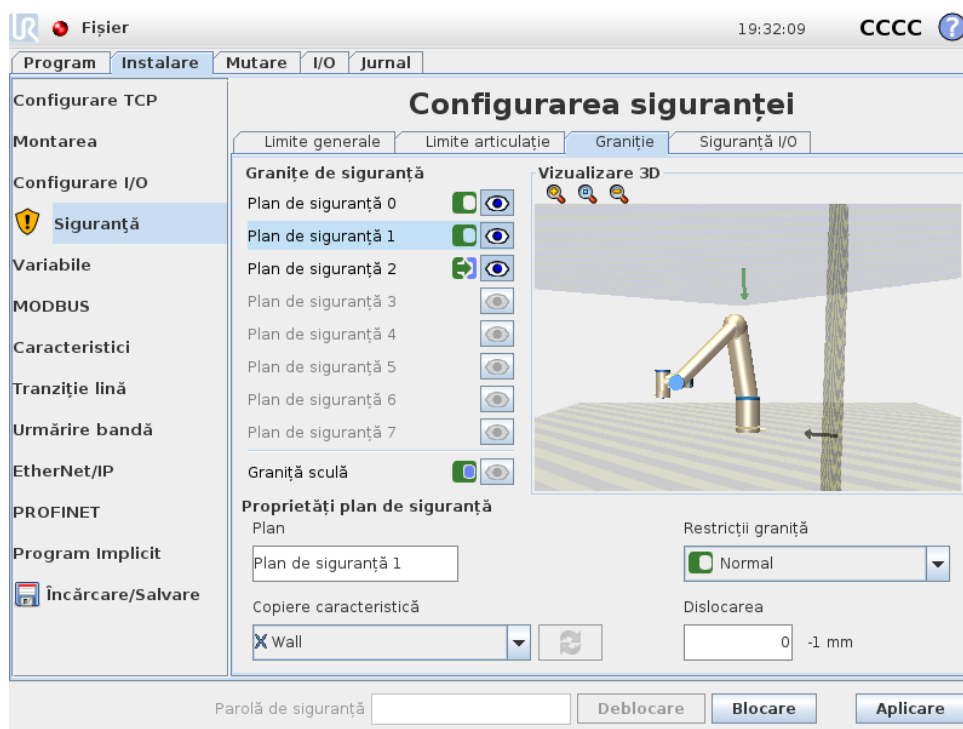 UR Fișier 19:32:09 CCCC ?
Program Instalare Mutare I/O Jurnal
Configurare TCP
Montarea
Configurare I/O
Siguranță
Variabile
MODBUS
Caracteristici
Tranziție lină
Urmărire bandă
EtherNet/IP
PROFINET
Program Implicit
Încărcare/Salvare
Configurarea siguranței
Limite generale Limite articulație Graniție Siguranță I/O
Granițe de siguranță
Plan de siguranță 0
Plan de siguranță 1
Plan de siguranță 2
Plan de siguranță 3
Plan de siguranță 4
Plan de siguranță 5
Plan de siguranță 6
Plan de siguranță 7
Graniță sculă
Vizualizare 3D
Proprietăți plan de siguranță
Plan
Plan de siguranță 1
Restricții graniță
Normal
Copiere caracteristică
Wall
Dislocarea
0 -1 mm
Parolă de siguranță Deblocare Blocare Aplicare